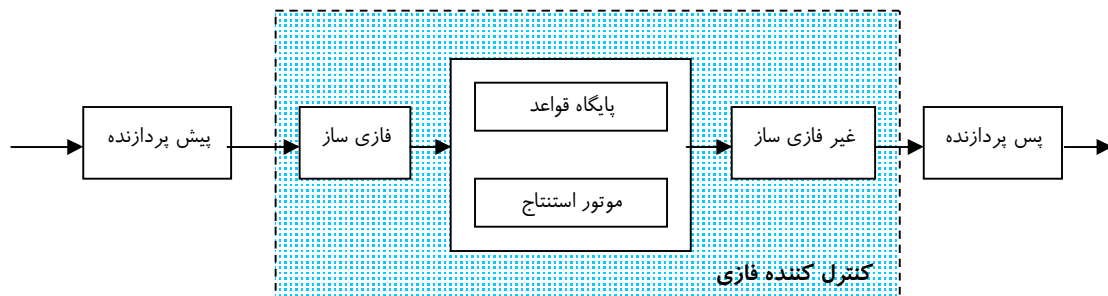 پیش پردازنده
فازی ساز
پایگاه قواعد
موتور استنتاج
غیر فازی ساز
پس پردازنده
کنترل کننده فازی